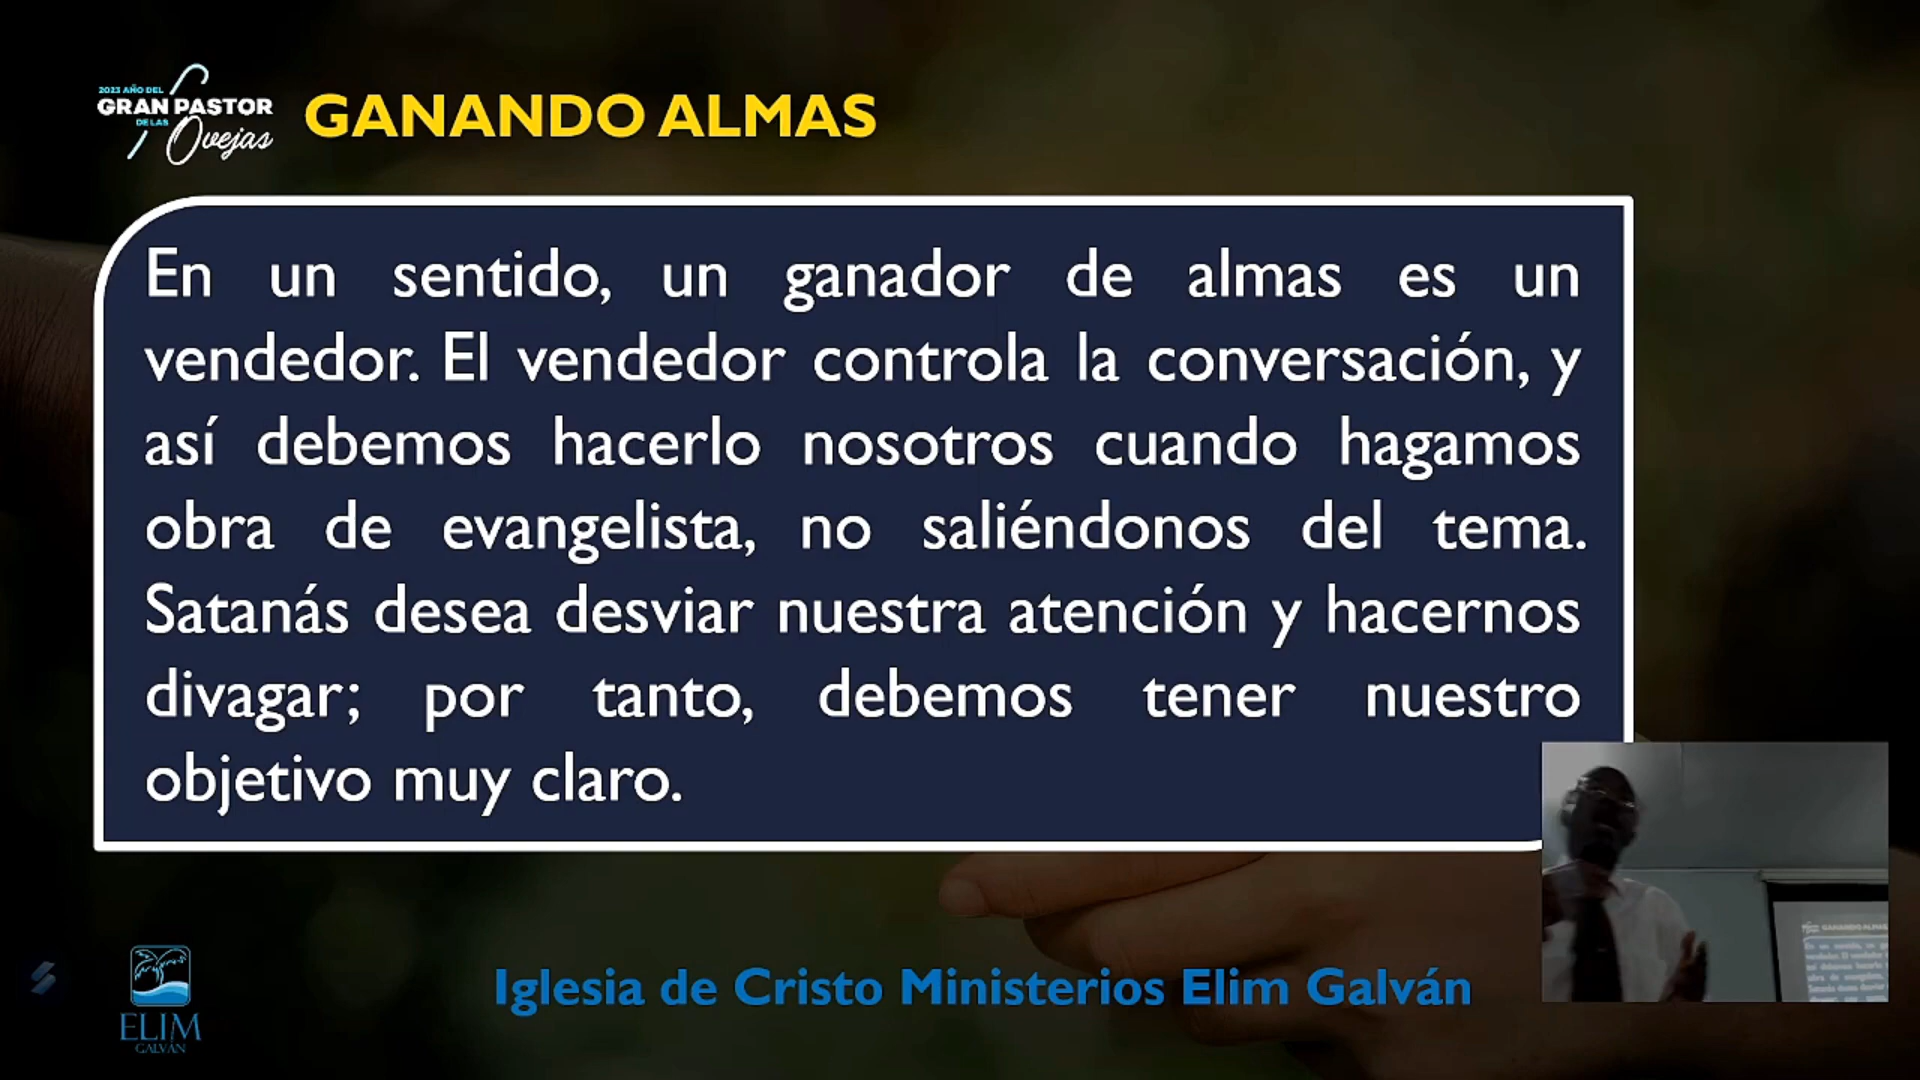 2023 AÑO DEL
GRAN PASTOR
DE LAS
Ovejas
GANANDO ALMAS
En un sentido, un ganador de almas es un
vendedor. El vendedor controla la conversación, y
así debemos hacerlo nosotros cuando hagamos
obra de evangelista, no saliéndonos del tema.
Satanás desea desviar nuestra atención y hacernos
divagar; por tanto, debemos tener nuestro
objetivo muy claro.
ELIM
GALVÁN
Iglesia de Cristo Ministerios Elim Galván
GANANDO ALMAS